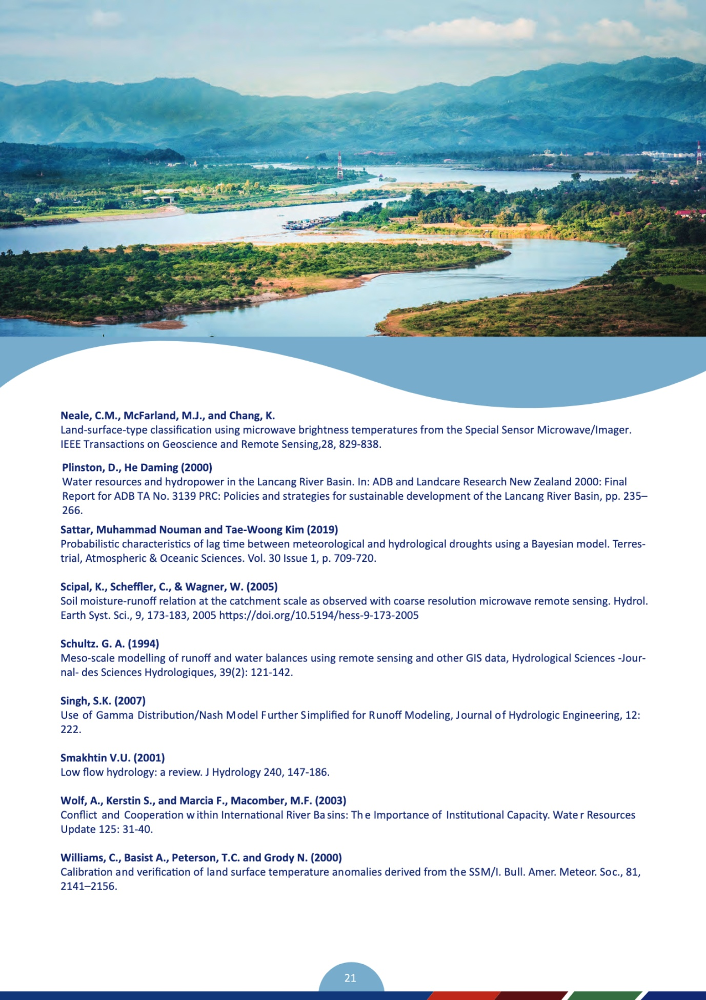 Neale, C.M., McFarland, M.J., and Chang, K.
Land-surface-type classification using microwave brightness temperatures from the Special Sensor Microwave/Imager.
IEEE Transactions on Geoscience and Remote Sensing,28, 829-838.
Plinston, D., He Daming (2000)
Water resources and hydropower in the Lancang River Basin. In: ADB and Landcare Research New Zealand 2000: Final
Report for ADB TA No. 3139 PRC: Policies and strategies for sustainable development of the Lancang River Basin, pp. 235–
266.
Sattar, Muhammad Nouman and Tae-Woong Kim (2019)
Probabilistic characteristics of lag time between meteorological and hydrological droughts using a Bayesian model. Terres-
trial, Atmospheric & Oceanic Sciences. Vol. 30 Issue 1, p. 709-720.
Scipal, K., Scheffler, C., & Wagner, W. (2005)
Soil moisture-runoff relation at the catchment scale as observed with coarse resolution microwave remote sensing. Hydrol.
Earth Syst. Sci., 9, 173-183, 2005 https://doi.org/10.5194/hess-9-173-2005
Schultz. G. A. (1994)
Meso-scale modelling of runoff and water balances using remote sensing and other GIS data, Hydrological Sciences -Jour-
nal- des Sciences Hydrologiques, 39(2): 121-142.
Singh, S.K. (2007)
Use of Gamma Distribution/Nash Model Further Simplified for Runoff Modeling, Journal of Hydrologic Engineering, 12:
222.
Smakhtin V.U. (2001)
Low flow hydrology: a review. J Hydrology 240, 147-186.
Wolf, A., Kerstin S., and Marcia F., Macomber, M.F. (2003)
Conflict and Cooperation within International River Basins: The Importance of Institutional Capacity. Water Resources
Update 125: 31-40.
Williams, C., Basist A., Peterson, T.C. and Grody N. (2000)
Calibration and verification of land surface temperature anomalies derived from the SSM/I. Bull. Amer. Meteor. Soc., 81,
2141–2156.
21